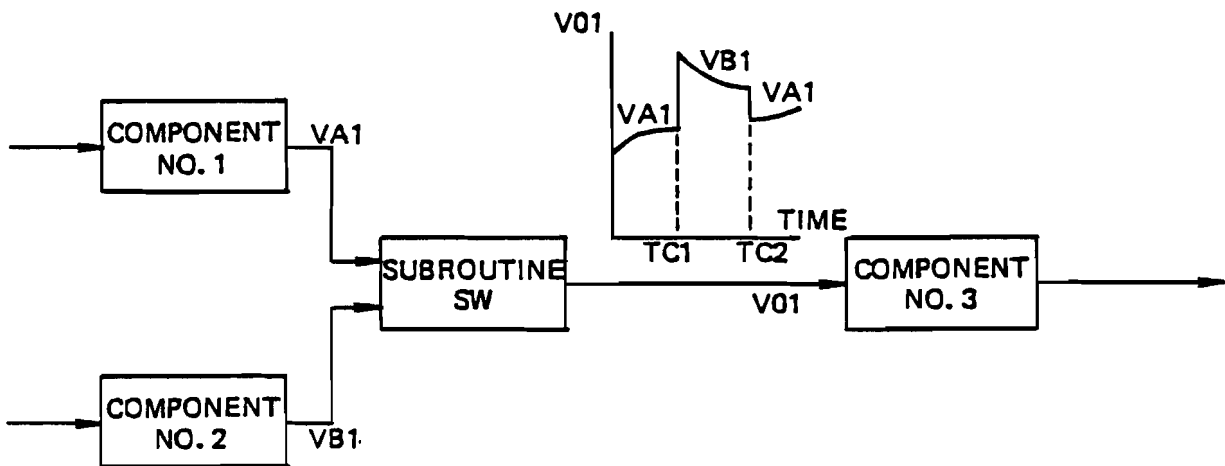 V01
VB1
VA1
VA1
COMPONENT
NO. 1
VA1
TIME
TC1
TC2
SUBROUTINE
SW
V01
COMPONENT
NO. 3
COMPONENT
NO. 2
VB1